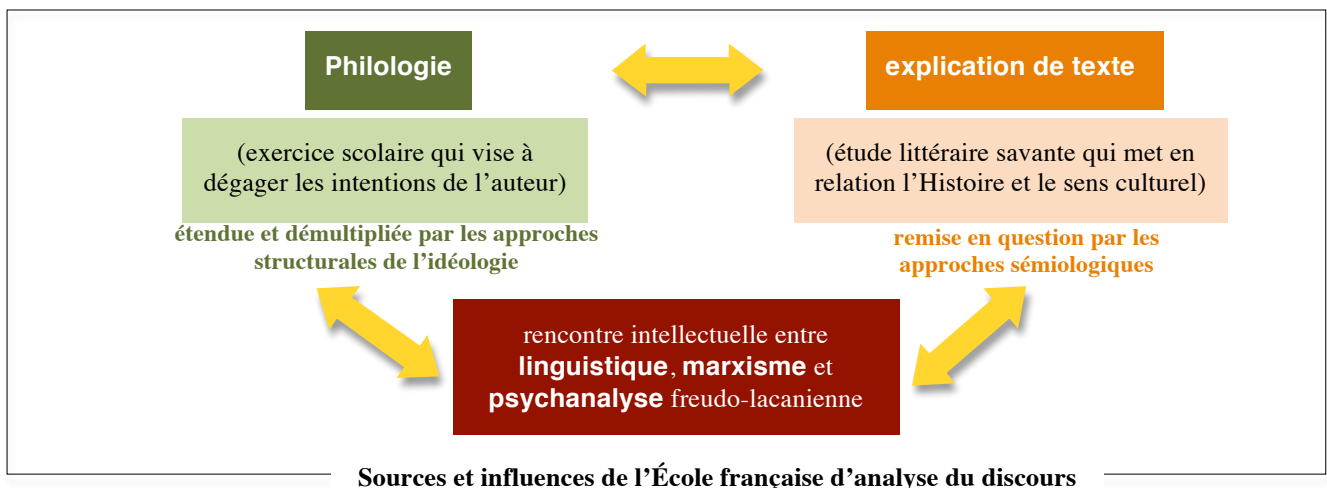 Philologie
explication de texte
(exercice scolaire qui vise à
dégager les intentions de l’auteur)
(étude littéraire savante qui met en
relation l’Histoire et le sens culturel)
étendue et démultipliée par les approches
structurales de l’idéologie
remise en question par les
approches sémiologiques
rencontre intellectuelle entre
linguistique, marxisme et
psychanalyse freudo-lacanienne
Sources et influences de l’École française d’analyse du discours